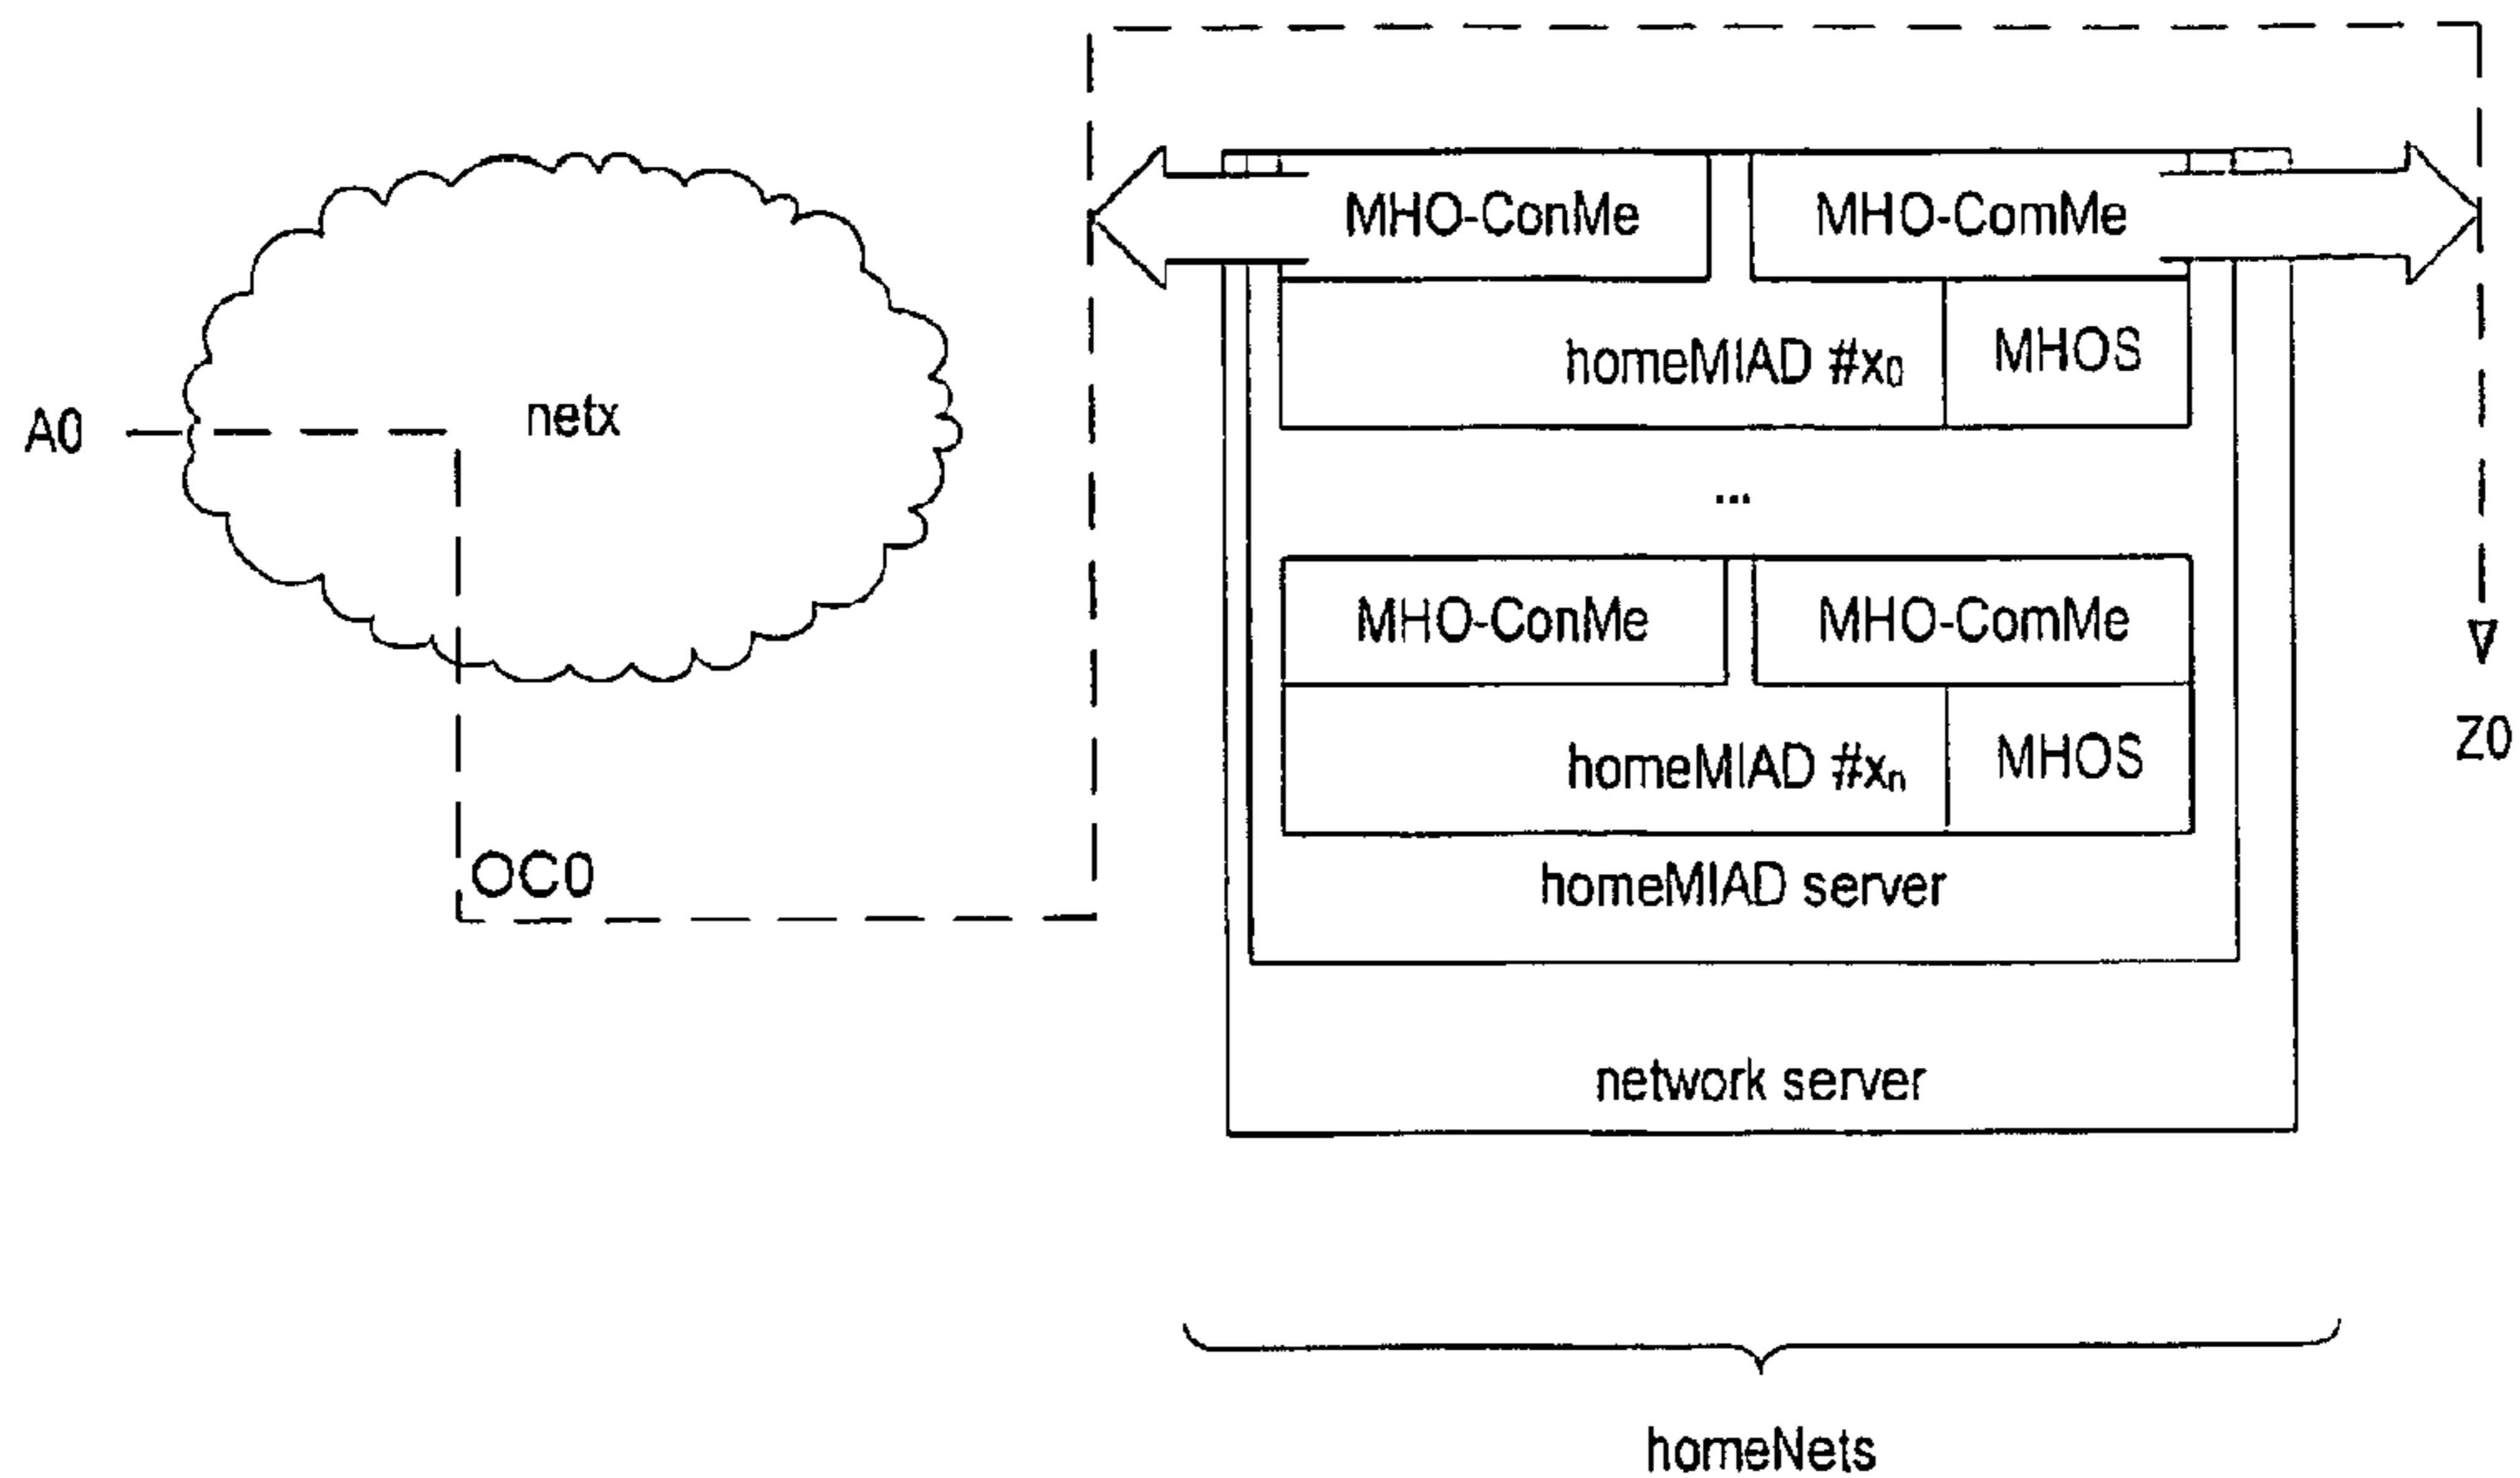 A0
netx
OC0
MHO-ConMe MHO-ComMe
homeMIAD #x₀ MHOS
...
MHO-ConMe MHO-ComMe
homeMIAD #xₙ MHOS
homeMIAD server
network server
Z0
homeNets